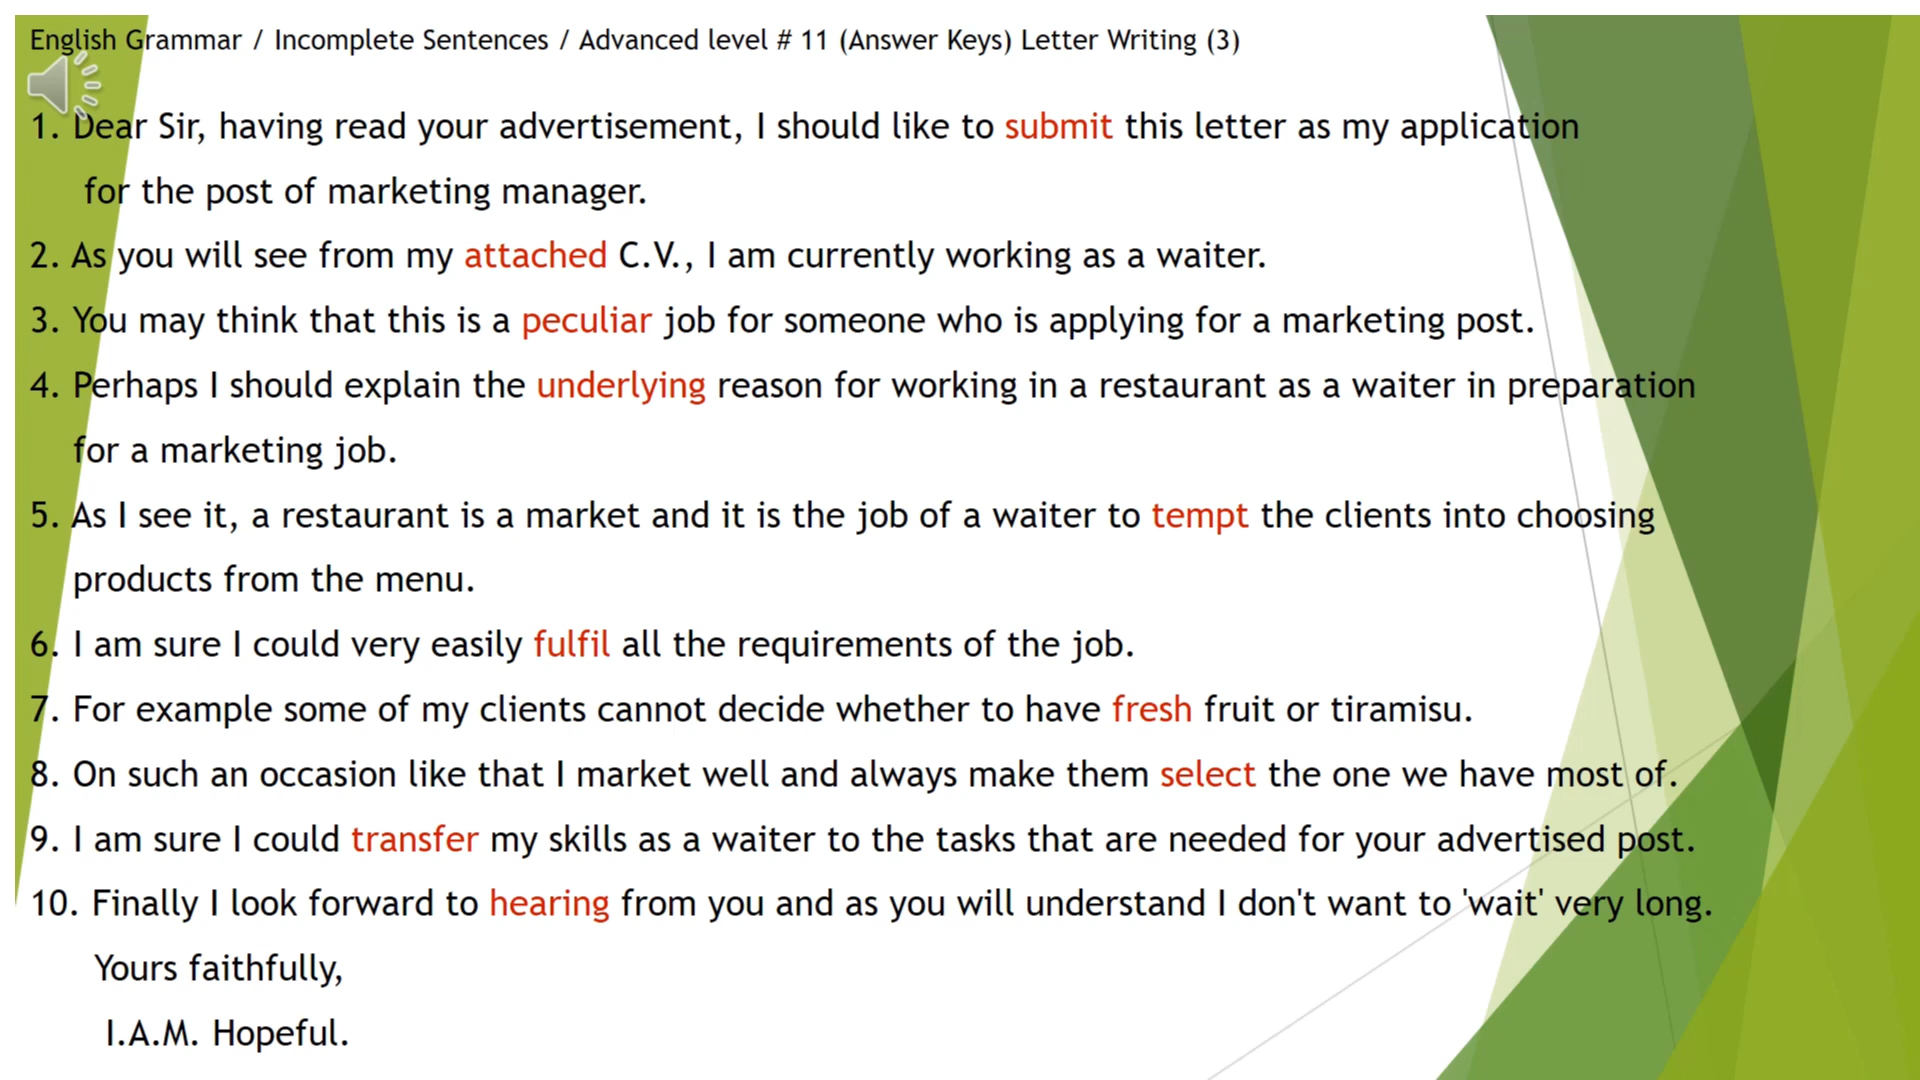 English Grammar / Incomplete Sentences / Advanced level # 11 (Answer Keys) Letter Writing (3)
1. Dear Sir, having read your advertisement, I should like to submit this letter as my application
for the post of marketing manager.
2. As you will see from my attached C.V., I am currently working as a waiter.
3. You may think that this is a peculiar job for someone who is applying for a marketing post.
4. Perhaps I should explain the underlying reason for working in a restaurant as a waiter in preparation
for a marketing job.
5. As I see it, a restaurant is a market and it is the job of a waiter to tempt the clients into choosing
products from the menu.
6. I am sure I could very easily fulfil all the requirements of the job.
7. For example some of my clients cannot decide whether to have fresh fruit or tiramisu.
8. On such an occasion like that I market well and always make them select the one we have most of.
9. I am sure I could transfer my skills as a waiter to the tasks that are needed for your advertised post.
10. Finally I look forward to hearing from you and as you will understand I don't want to 'wait' very long.
Yours faithfully,
I.A.M. Hopeful.